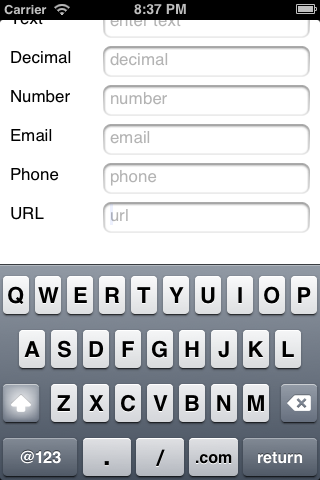 Carrier 8:37 PM
Text enter text
Decimal decimal
Number number
Email email
Phone phone
URL url
Q W E R T Y U I O P
A S D F G H J K L
Z X C V B N M
@123 . / .com return